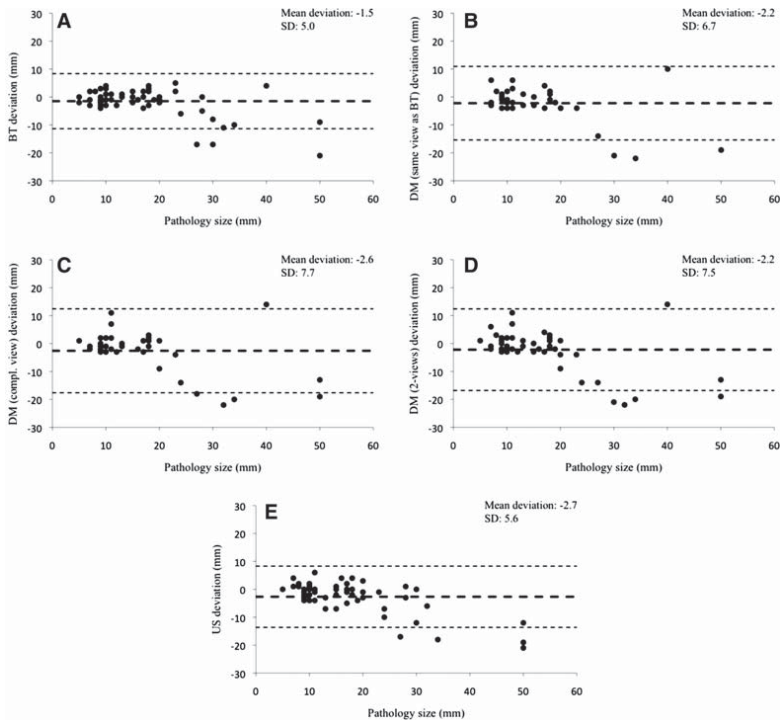 A
Mean deviation: -1.5
SD: 5.0
BT deviation (mm)
30
20
10
0
-10
-20
-30
0 10 20 30 40 50 60
Pathology size (mm)
B
Mean deviation: -2.2
SD: 6.7
DM (same view as BT) deviation (mm)
30
20
10
0
-10
-20
-30
0 10 20 30 40 50 60
Pathology size (mm)
C
Mean deviation: -2.6
SD: 7.7
DM (compl. view) deviation (mm)
30
20
10
0
-10
-20
-30
0 10 20 30 40 50 60
Pathology size (mm)
D
Mean deviation: -2.2
SD: 7.5
DM (2-views) deviation (mm)
30
20
10
0
-10
-20
-30
0 10 20 30 40 50 60
Pathology size (mm)
E
Mean deviation: -2.7
SD: 5.6
US deviation (mm)
30
20
10
0
-10
-20
-30
0 10 20 30 40 50 60
Pathology size (mm)